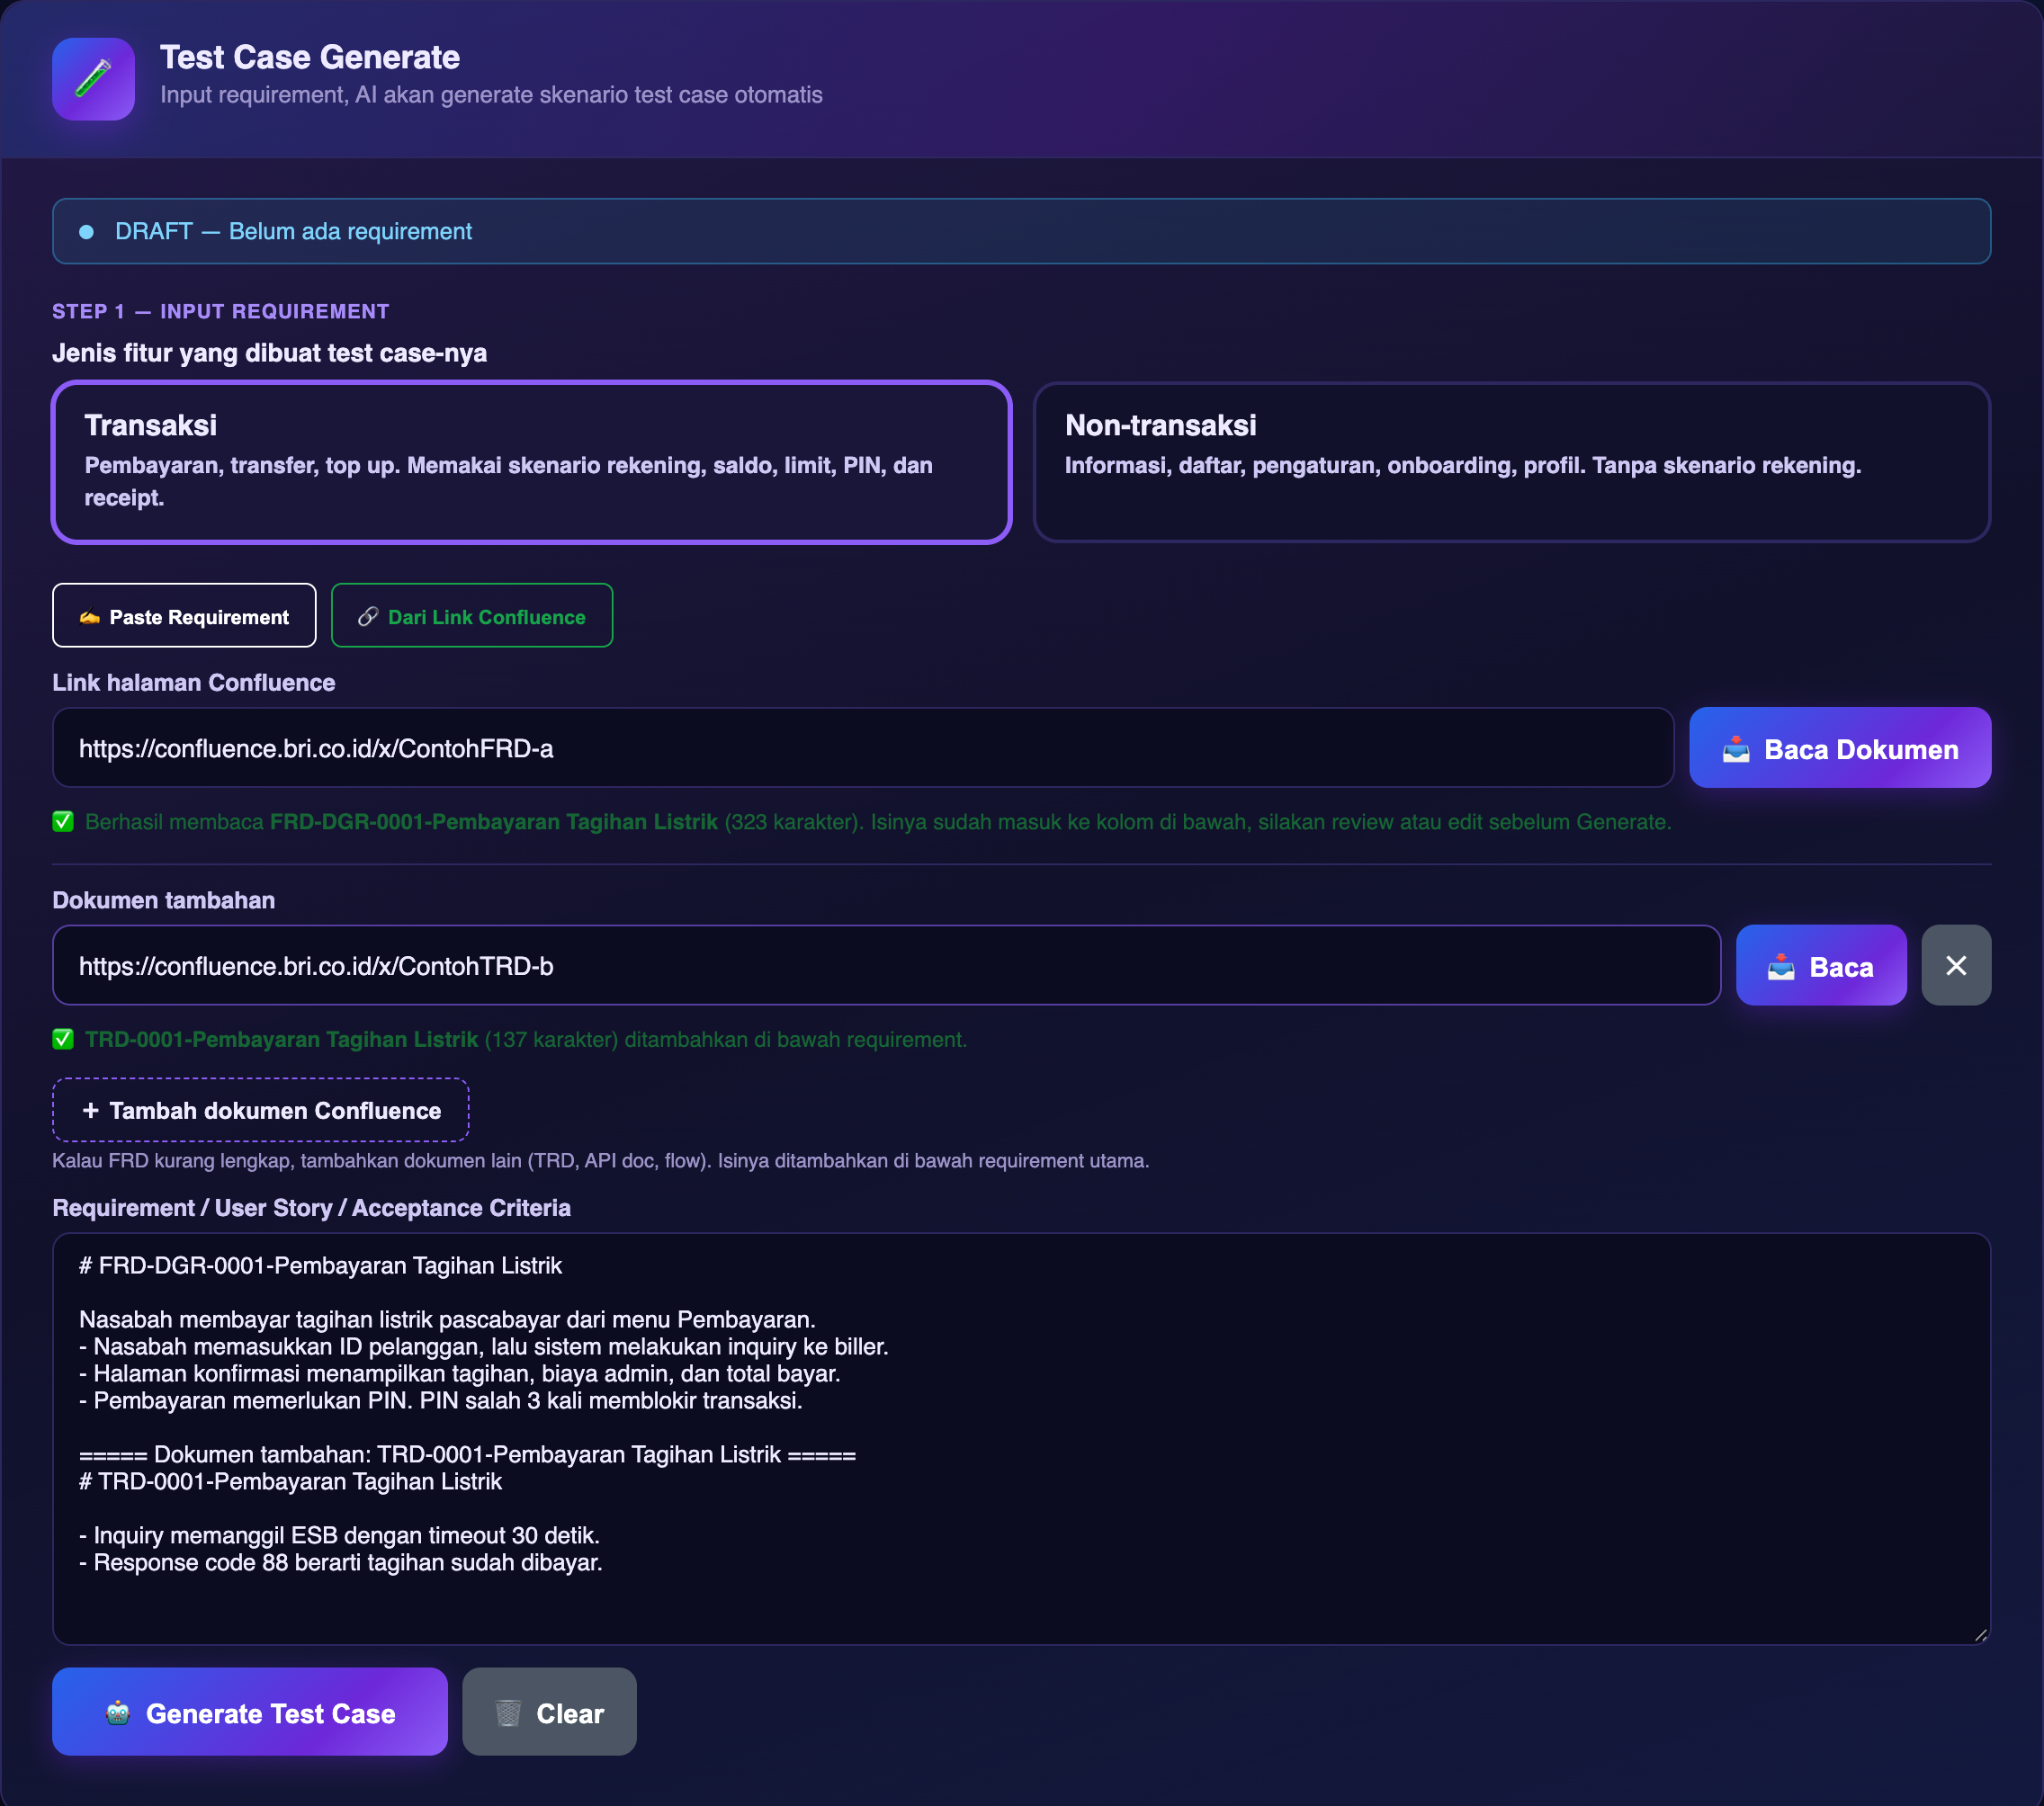 Test Case Generate
Input requirement, AI akan generate skenario test case otomatis
DRAFT — Belum ada requirement
STEP 1 — INPUT REQUIREMENT
Jenis fitur yang dibuat test case-nya
Transaksi
Pembayaran, transfer, top up. Memakai skenario rekening, saldo, limit, PIN, dan
receipt.
Non-transaksi
Informasi, daftar, pengaturan, onboarding, profil. Tanpa skenario rekening.
✍️ Paste Requirement
🔗 Dari Link Confluence
Link halaman Confluence
https://confluence.bri.co.id/x/ContohFRD-a
📥 Baca Dokumen
✅ Berhasil membaca FRD-DGR-0001-Pembayaran Tagihan Listrik (323 karakter). Isinya sudah masuk ke kolom di bawah, silakan review atau edit sebelum Generate.
Dokumen tambahan
https://confluence.bri.co.id/x/ContohTRD-b
📥 Baca
✕
✅ TRD-0001-Pembayaran Tagihan Listrik (137 karakter) ditambahkan di bawah requirement.
+ Tambah dokumen Confluence
Kalau FRD kurang lengkap, tambahkan dokumen lain (TRD, API doc, flow). Isinya ditambahkan di bawah requirement utama.
Requirement / User Story / Acceptance Criteria
# FRD-DGR-0001-Pembayaran Tagihan Listrik
Nasabah membayar tagihan listrik pascabayar dari menu Pembayaran.
- Nasabah memasukkan ID pelanggan, lalu sistem melakukan inquiry ke biller.
- Halaman konfirmasi menampilkan tagihan, biaya admin, dan total bayar.
- Pembayaran memerlukan PIN. PIN salah 3 kali memblokir transaksi.
===== Dokumen tambahan: TRD-0001-Pembayaran Tagihan Listrik =====
# TRD-0001-Pembayaran Tagihan Listrik
- Inquiry memanggil ESB dengan timeout 30 detik.
- Response code 88 berarti tagihan sudah dibayar.
🤖 Generate Test Case
🗑️ Clear